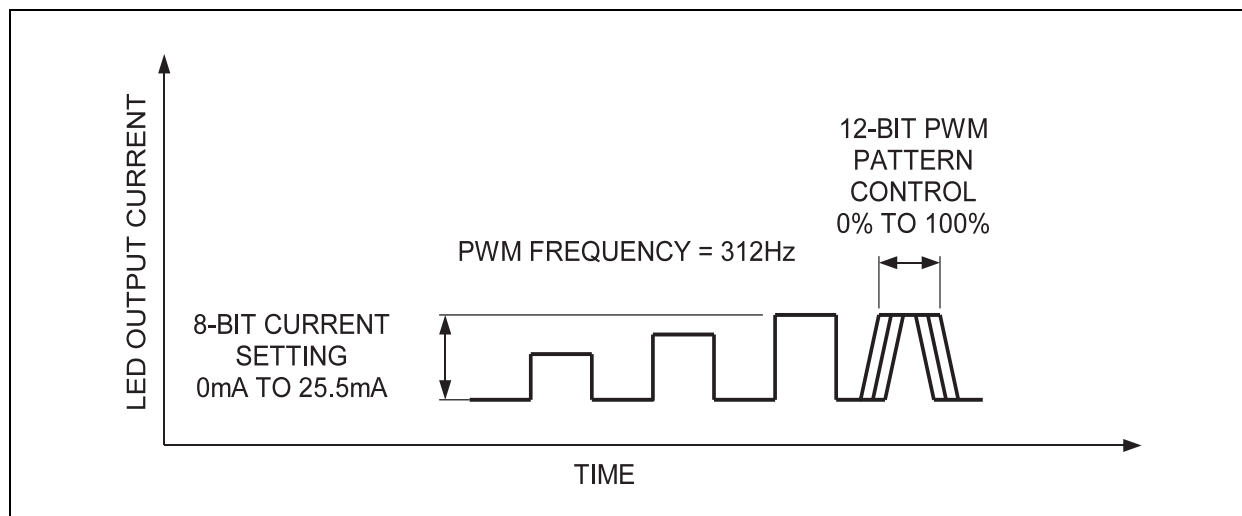 LED OUTPUT CURRENT
12-BIT PWM
PATTERN
CONTROL
0% TO 100%
PWM FREQUENCY = 312Hz
8-BIT CURRENT
SETTING
0mA TO 25.5mA
TIME